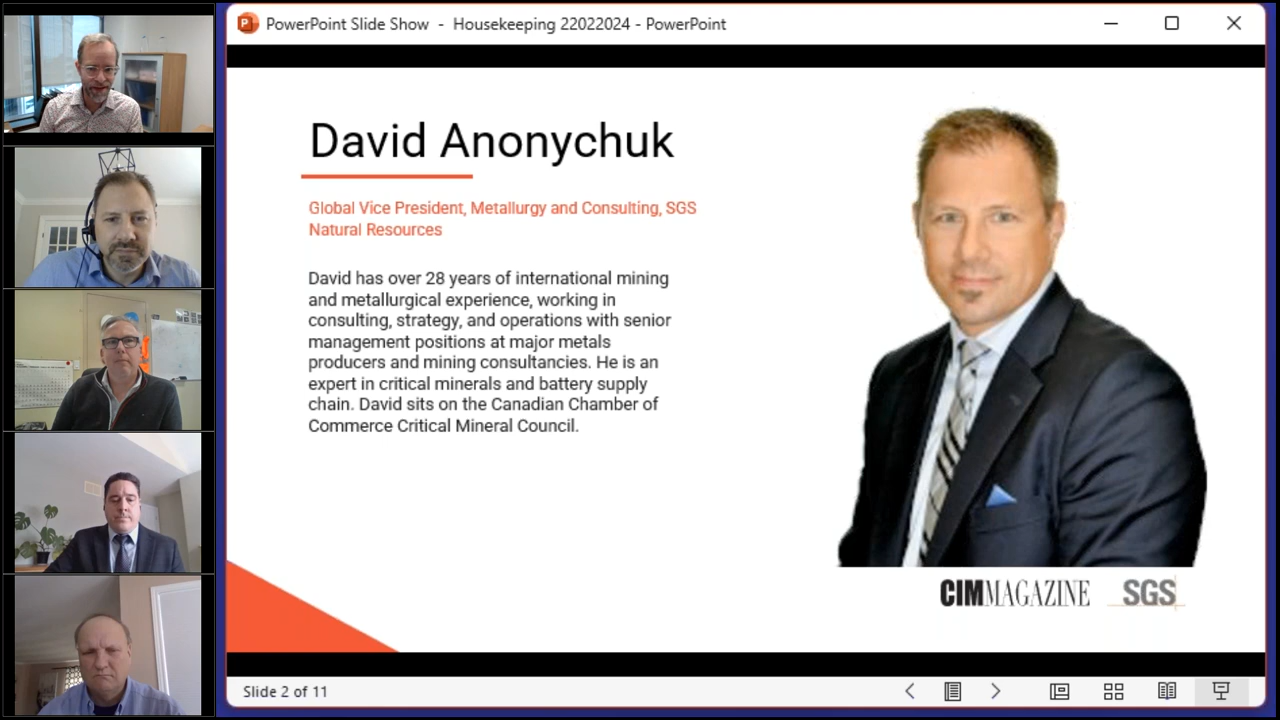 PowerPoint Slide Show - Housekeeping 22022024 - PowerPoint
David Anonychuk
Global Vice President, Metallurgy and Consulting, SGS
Natural Resources
David has over 28 years of international mining
and metallurgical experience, working in
consulting, strategy, and operations with senior
management positions at major metals
producers and mining consultancies. He is an
expert in critical minerals and battery supply
chain. David sits on the Canadian Chamber of
Commerce Critical Mineral Council.
CIMMAGAZINE SGS
Slide 2 of 11